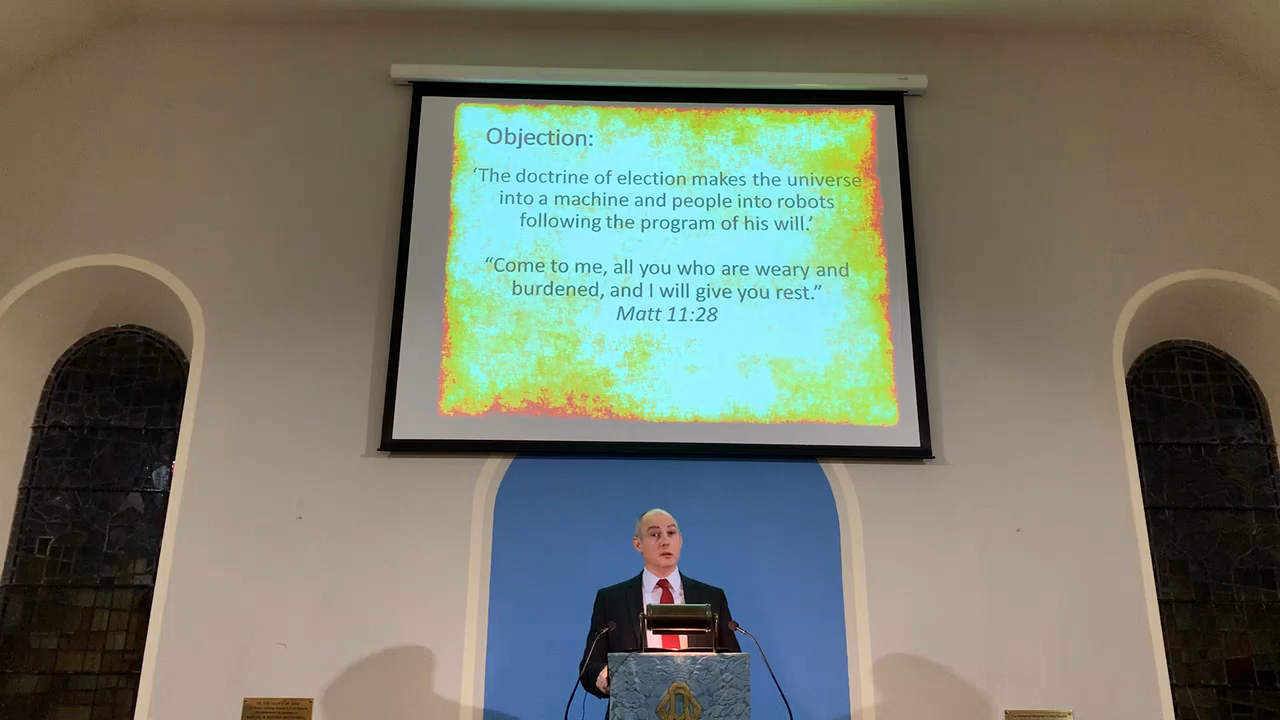 Objection:
‘The doctrine of election makes the universe
into a machine and people into robots
following the program of his will.’
“Come to me, all you who are weary and
burdened, and I will give you rest.”
Matt 11:28